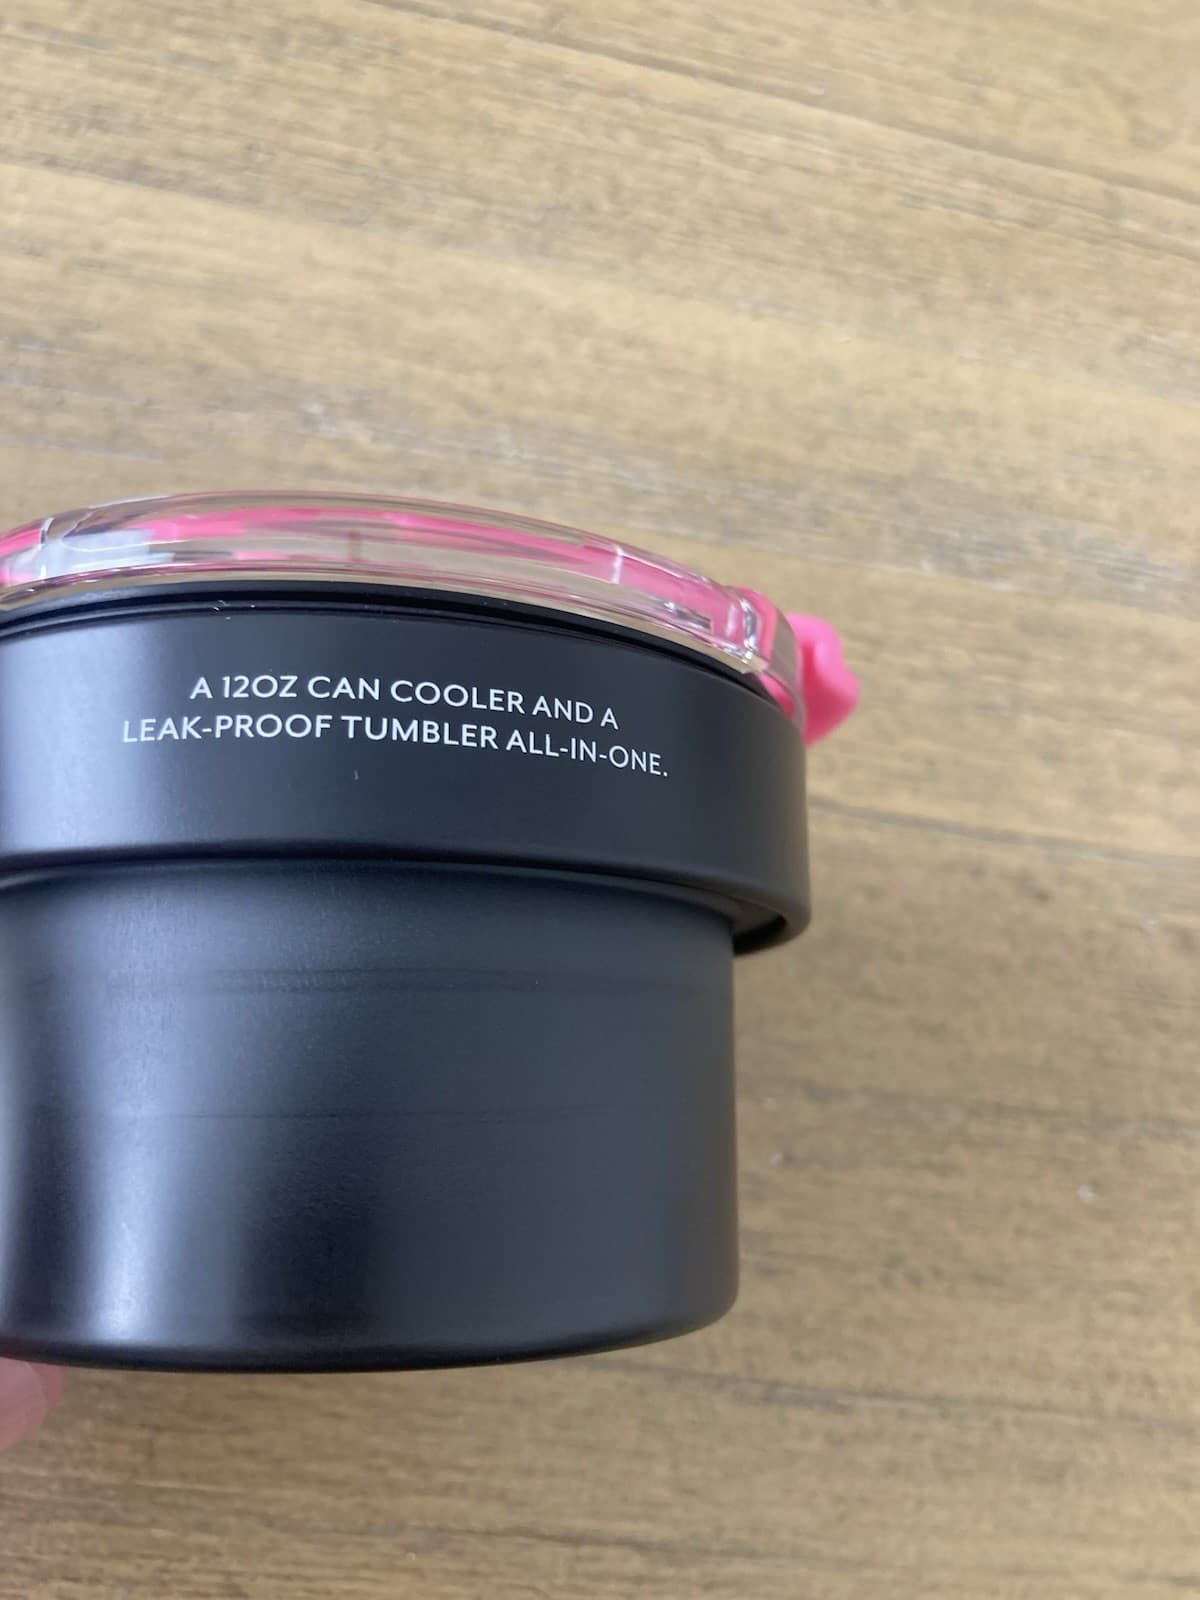 A 12OZ CAN COOLER AND A
LEAK-PROOF TUMBLER ALL-IN-ONE.